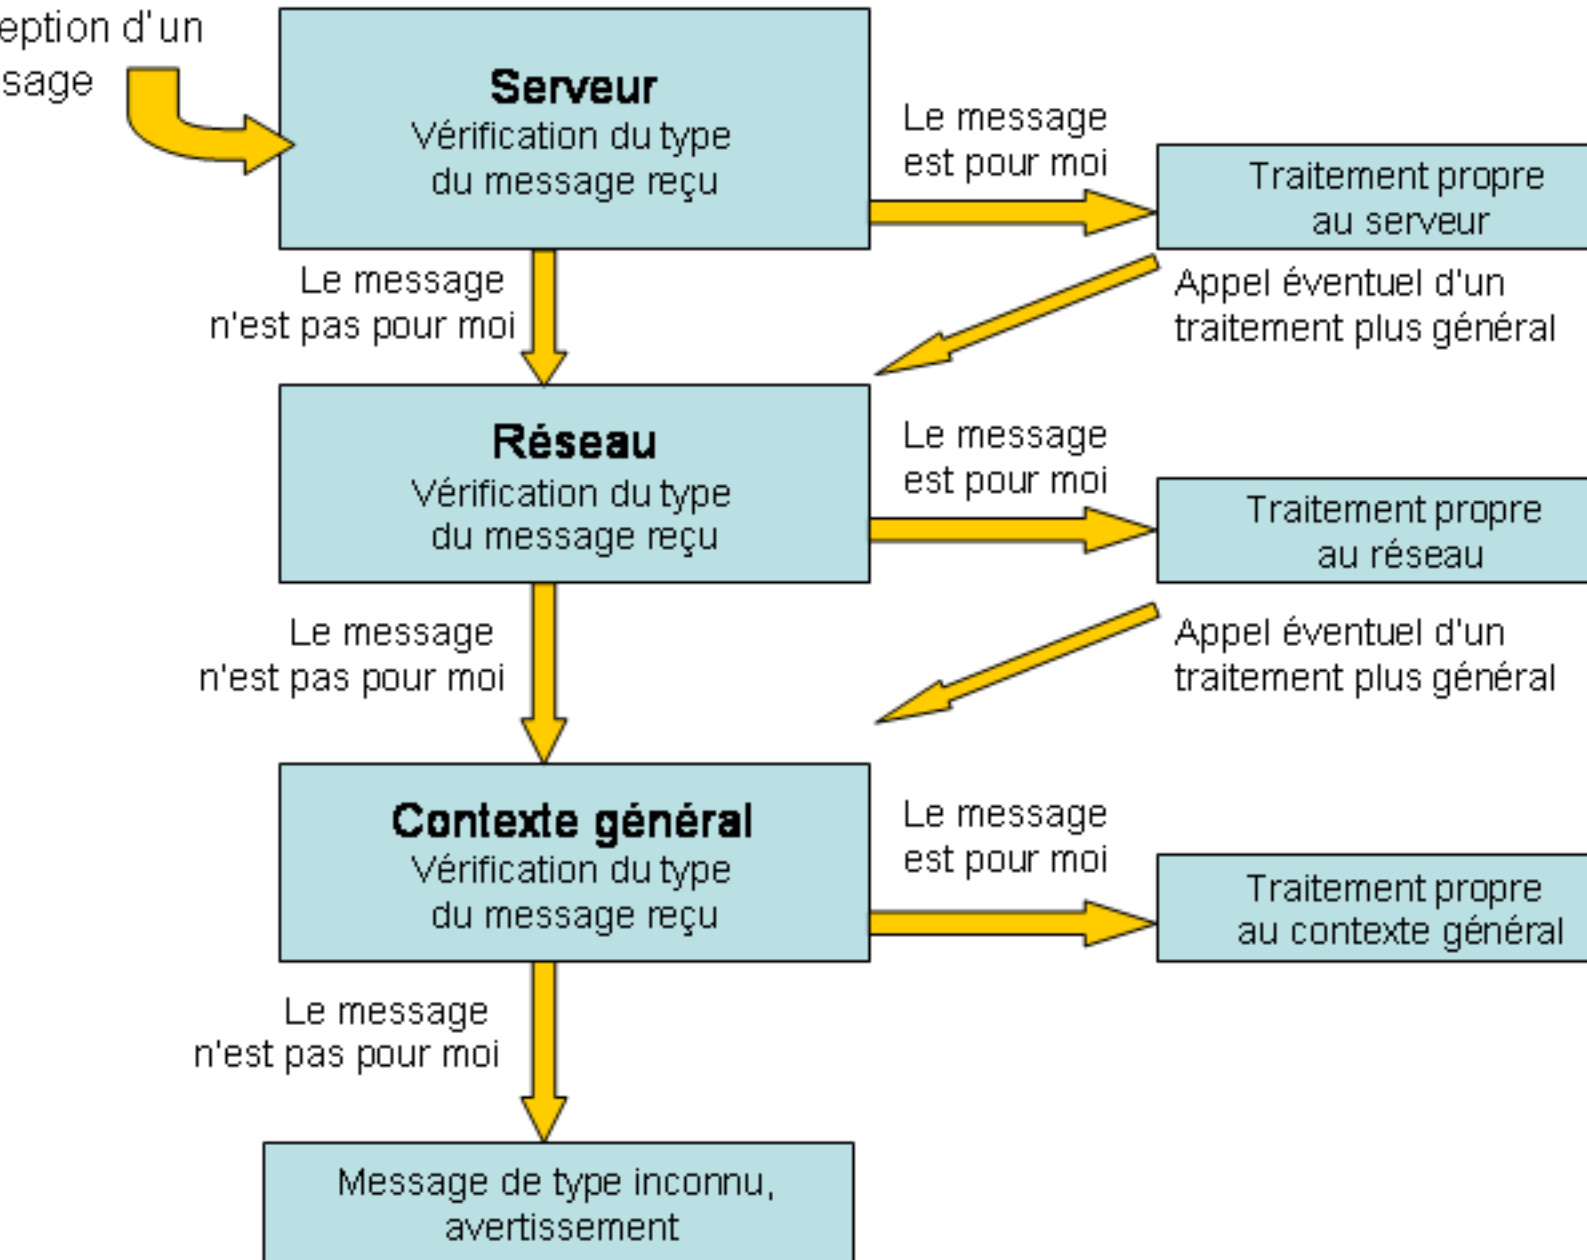 d'un
Serveur
Vérification du type
du message reçu
Le message
est pour moi
Traitement propre
au serveur
Le message
n'est pas pour moi
Appel éventuel d'un
traitement plus général
Réseau
Vérification du type
du message reçu
Le message
est pour moi
Traitement propre
au réseau
Le message
n'est pas pour moi
Appel éventuel d'un
traitement plus général
Contexte général
Vérification du type
du message reçu
Le message
est pour moi
Traitement propre
au contexte général
Le message
n'est pas pour moi
Message de type inconnu,
avertissement